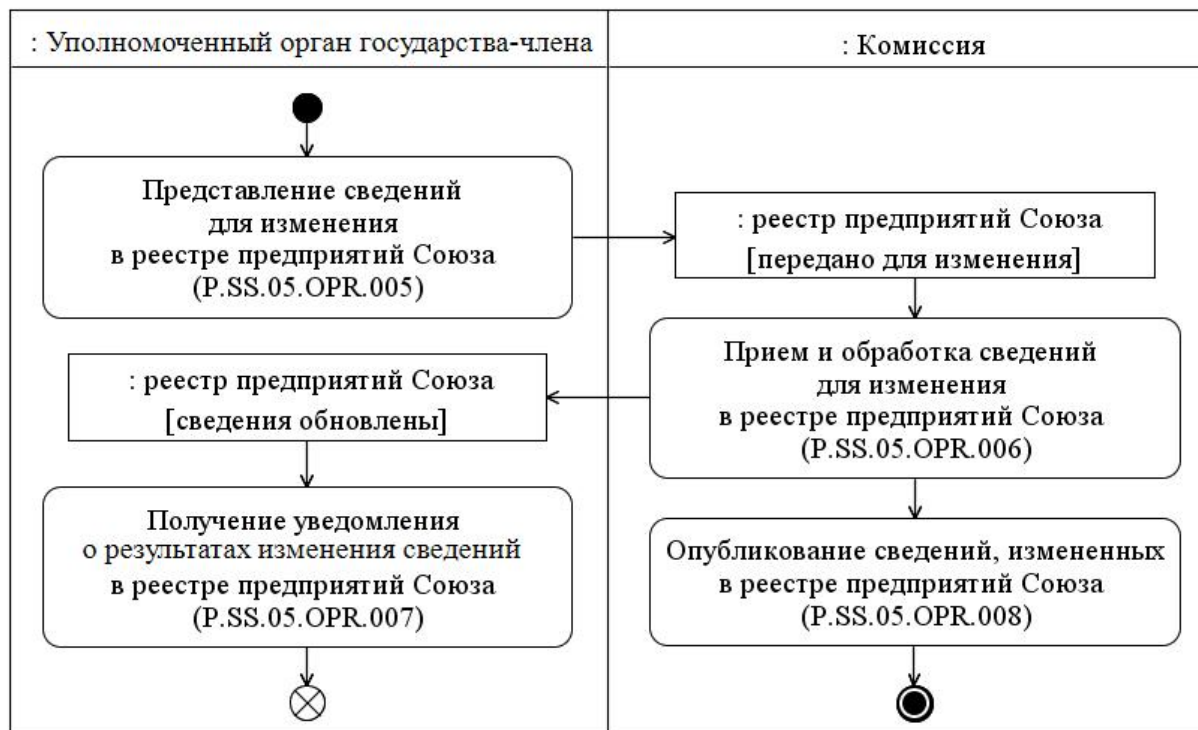 : Уполномоченный орган государства-члена
: Комиссия
Представление сведений
для изменения
в реестре предприятий Союза
(P.SS.05.OPR.005)
: реестр предприятий Союза
[передано для изменения]
Прием и обработка сведений
для изменения
в реестре предприятий Союза
(P.SS.05.OPR.006)
: реестр предприятий Союза
[сведения обновлены]
Получение уведомления
о результатах изменения сведений
в реестре предприятий Союза
(P.SS.05.OPR.007)
Опубликование сведений, измененных
в реестре предприятий Союза
(P.SS.05.OPR.008)